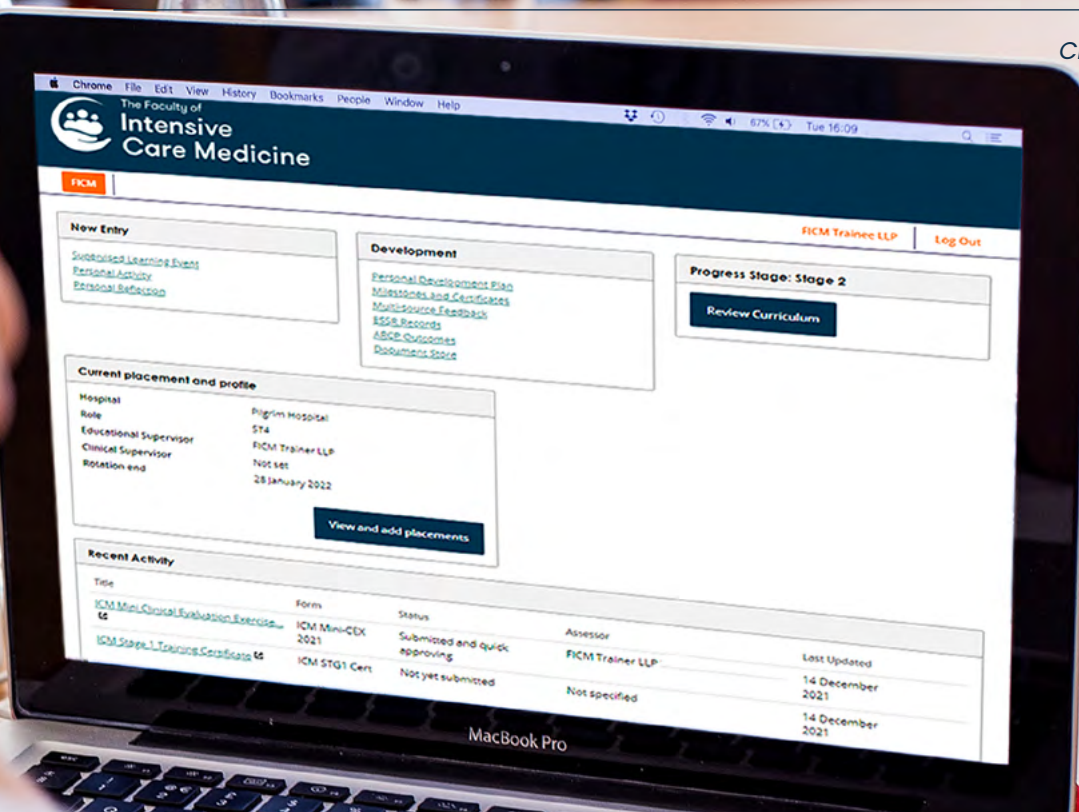 Chrome File Edit View History Bookmarks People Window Help
67% Tue 16:09
The Faculty of
Intensive
Care Medicine
FICM
FICM Trainee LLP Log Out
New Entry
Supervised Learning Event
Personal Activity
Personal Reflection
Development
Personal Development Plan
Milestones and Certificates
Multi-source Feedback
ESSR Records
ARCP Outcomes
Document Store
Progress Stage: Stage 2
Review Curriculum
Current placement and profile
Hospital Pilgrim Hospital
Role ST4
Educational Supervisor FICM Trainer LLP
Clinical Supervisor Not set
Rotation end 28 January 2022
View and add placements
Recent Activity
Title Form Status Assessor Last Updated
ICM Mini Clinical Evaluation Exercise... ICM Mini-CEX 2021 Submitted and quick approving FICM Trainer LLP 14 December 2021
ICM Stage 1 Training Certificate ICM STG1 Cert Not yet submitted Not specified 14 December 2021
MacBook Pro